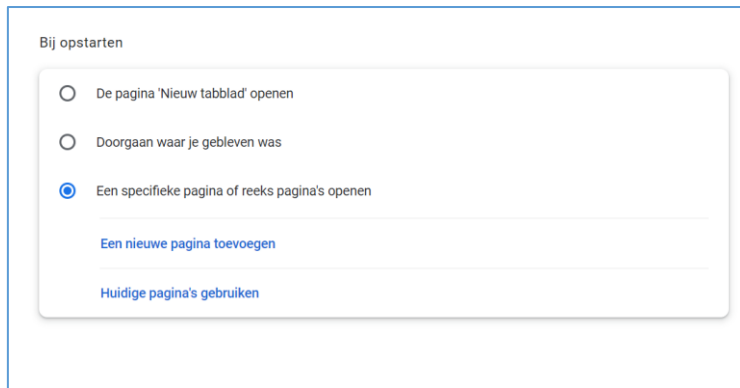 Bij opstarten
De pagina 'Nieuw tabblad' openen
Doorgaan waar je gebleven was
Een specifieke pagina of reeks pagina's openen
Een nieuwe pagina toevoegen
Huidige pagina's gebruiken